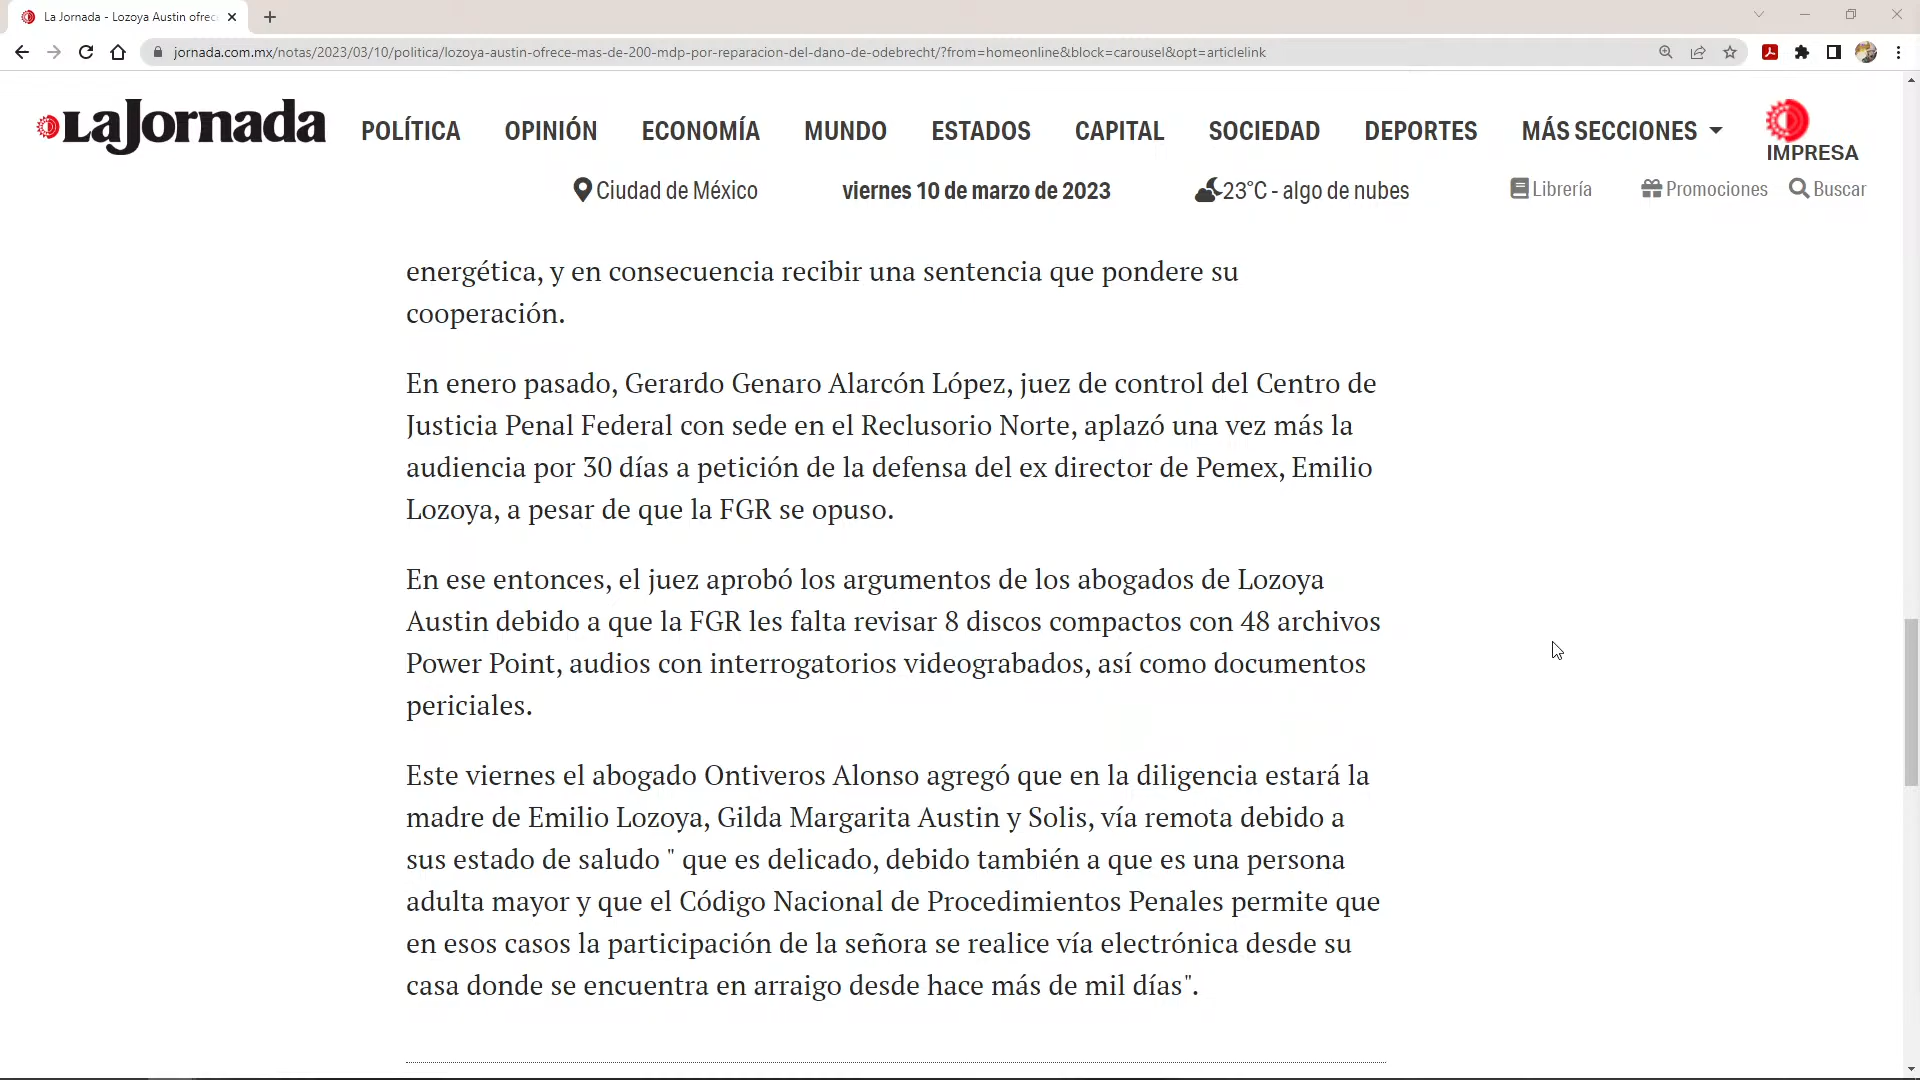 La Jornada - Lozoya Austin ofrec
jornada.com.mx/notas/2023/03/10/politica/lozoya-austin-ofrece-mas-de-200-mdp-por-reparacion-del-dano-de-odebrecht/?from=homeonline&block=carousel&opt=articlelink
La Jornada POLÍTICA OPINIÓN ECONOMÍA MUNDO ESTADOS CAPITAL SOCIEDAD DEPORTES MÁS SECCIONES
IMPRESA
Ciudad de México viernes 10 de marzo de 2023 23°C - algo de nubes Librería Promociones Buscar
energética, y en consecuencia recibir una sentencia que pondere su
cooperación.
En enero pasado, Gerardo Genaro Alarcón López, juez de control del Centro de
Justicia Penal Federal con sede en el Reclusorio Norte, aplazó una vez más la
audiencia por 30 días a petición de la defensa del ex director de Pemex, Emilio
Lozoya, a pesar de que la FGR se opuso.
En ese entonces, el juez aprobó los argumentos de los abogados de Lozoya
Austin debido a que la FGR les falta revisar 8 discos compactos con 48 archivos
Power Point, audios con interrogatorios videograbados, así como documentos
periciales.
Este viernes el abogado Ontiveros Alonso agregó que en la diligencia estará la
madre de Emilio Lozoya, Gilda Margarita Austin y Solis, vía remota debido a
sus estado de saludo " que es delicado, debido también a que es una persona
adulta mayor y que el Código Nacional de Procedimientos Penales permite que
en esos casos la participación de la señora se realice vía electrónica desde su
casa donde se encuentra en arraigo desde hace más de mil días".